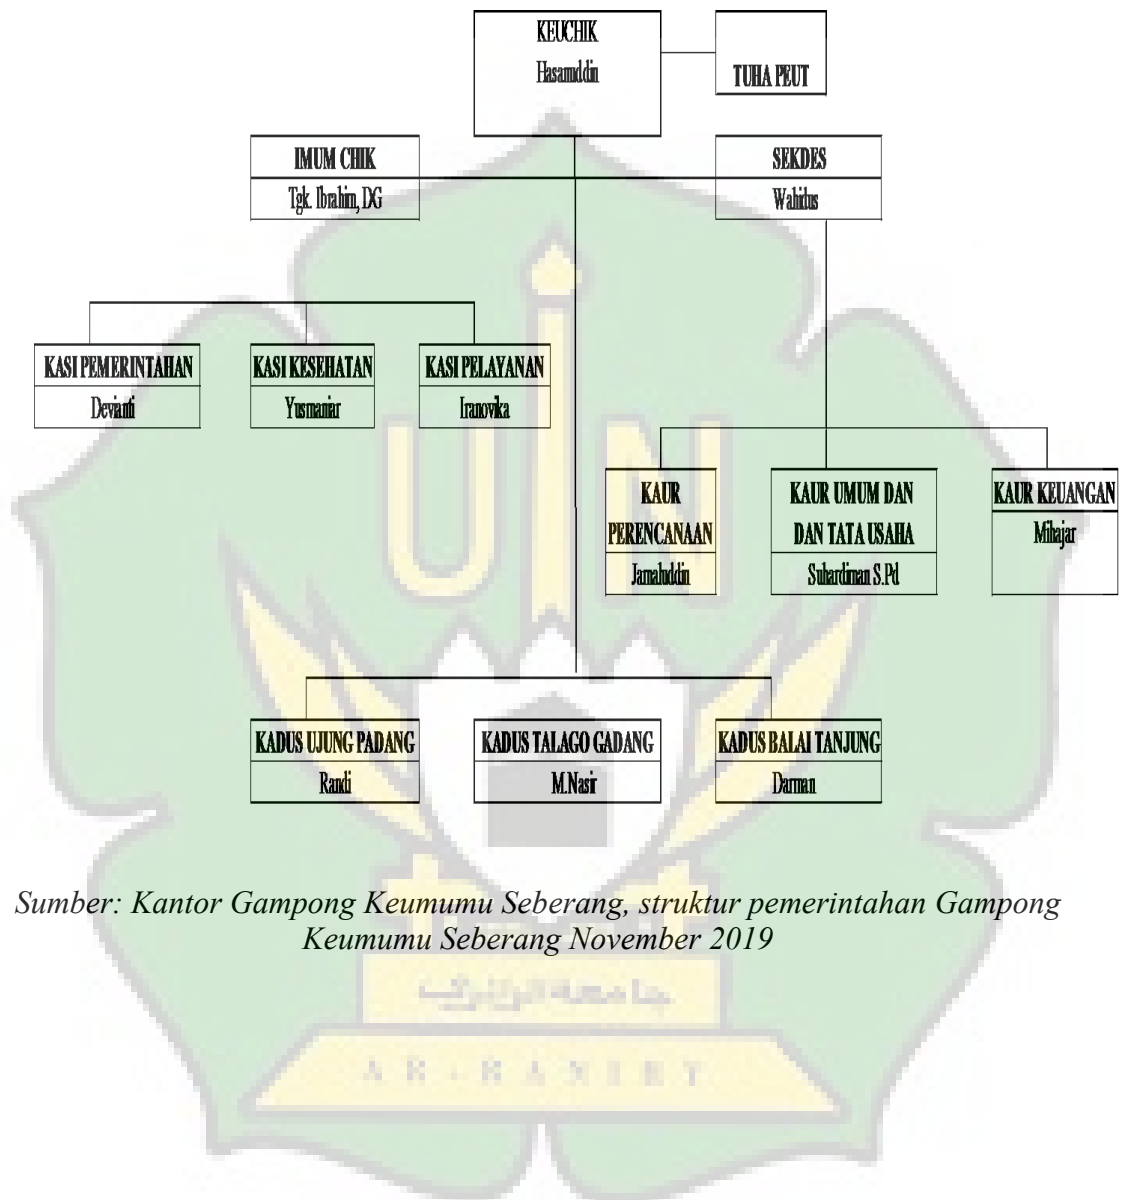 KEUCHIK
Hasanuddin
TUHA PEUT
IMUM CHIK
Tgk. Ibrahim, DG
SEKDES
Wahidus
KASI PEMERINTAHAN
Devianti
KASI KESEHATAN
Yusmaniar
KASI PELAYANAN
Iranovika
KAUR
PERENCANAAN
Jamaluddin
KAUR UMUM DAN
DAN TATA USAHA
Suhardiman S.Pd
KAUR KEUANGAN
Mihajar
KADUS UJUNG PADANG
Randi
KADUS TALAGO GADANG
M.Nasir
KADUS BALAI TANJUNG
Darman
Sumber: Kantor Gampong Keumumu Seberang, struktur pemerintahan Gampong
Keumumu Seberang November 2019
UIN
جامعة الرانيري
AR-RANIRY